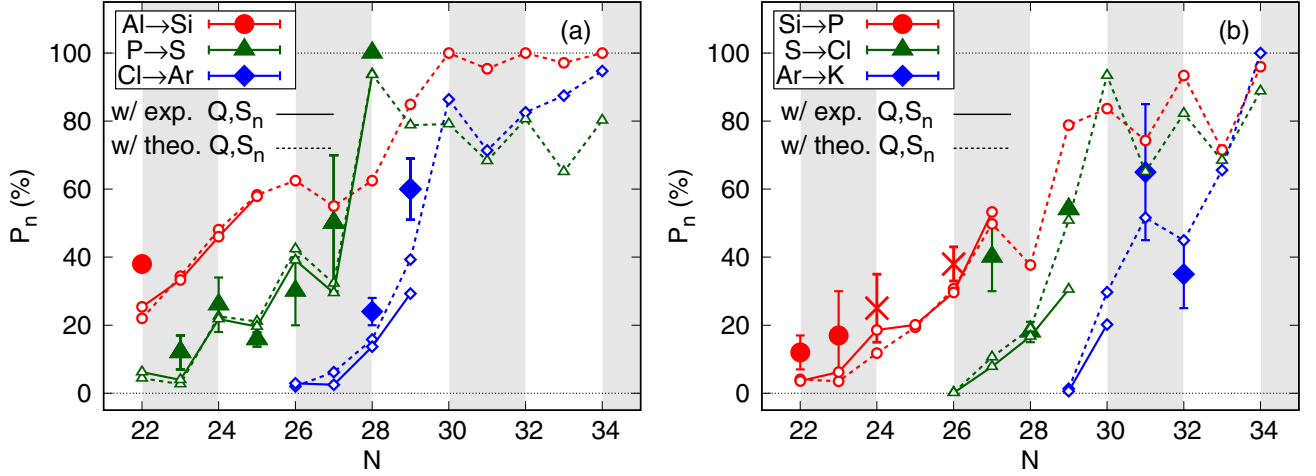 Al→Si
P→S
Cl→Ar
w/ exp. Q,Sn
w/ theo. Q,Sn
(a)
Pn (%)
100
80
60
40
20
0
22 24 26 28 30 32 34
N
Si→P
S→Cl
Ar→K
w/ exp. Q,Sn
w/ theo. Q,Sn
(b)
Pn (%)
100
80
60
40
20
0
22 24 26 28 30 32 34
N